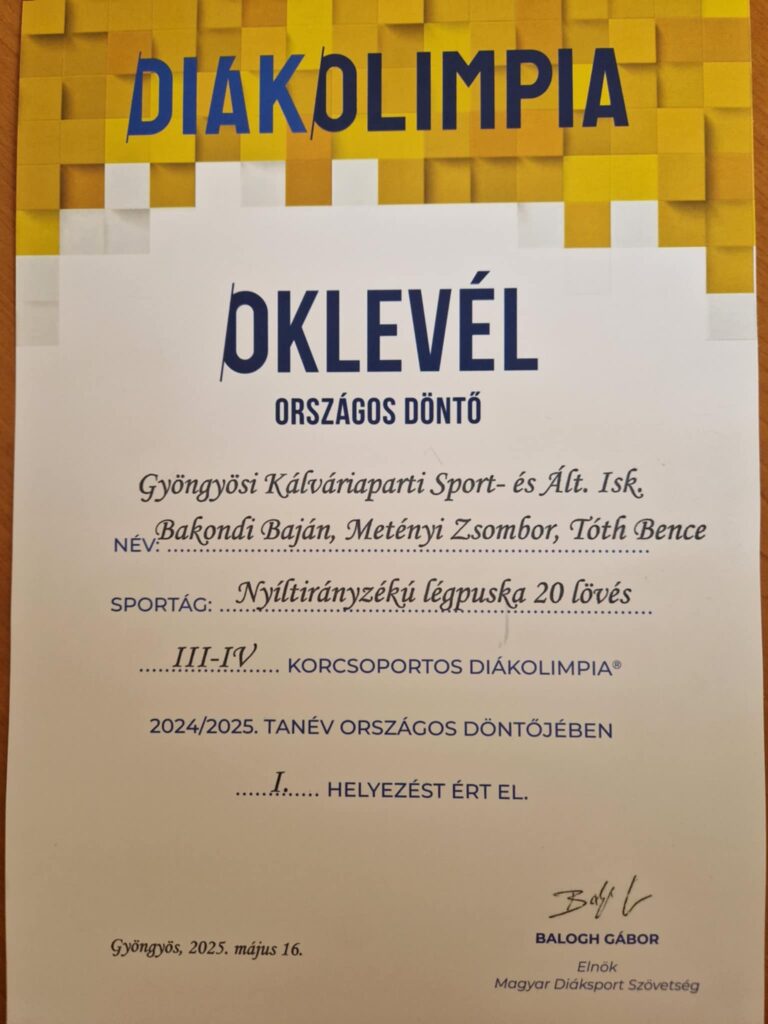 DIÁKOLIMPIA
OKLEVÉL
ORSZÁGOS DÖNTŐ
Gyöngyösi Kálváriaparti Sport- és Ált. Isk.
NÉV: Bakondi Baján, Metényi Zsombor, Tóth Bence
SPORTÁG: Nyíltirányzékú légpuska 20 lövés
III-IV KORCSOPORTOS DIÁKOLIMPIA®
2024/2025. TANÉV ORSZÁGOS DÖNTŐJÉBEN
I. HELYEZÉST ÉRT EL.
Gyöngyös, 2025. május 16.
BALOGH GÁBOR
Elnök
Magyar Diáksport Szövetség